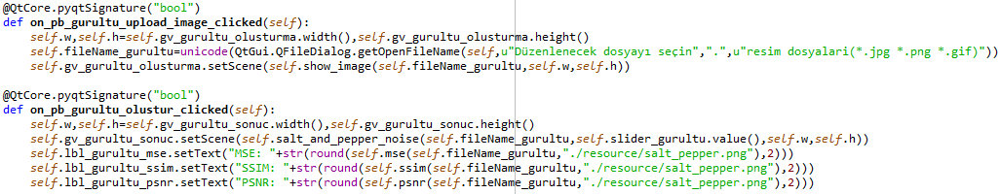 @QtCore.pyqtSignature("bool")
def on_pb_gurultu_upload_image_clicked(self):
    self.w,self.h=self.gv_gurultu_olusturma.width(),self.gv_gurultu_olusturma.height()
    self.fileName_gurultu=unicode(QtGui.QFileDialog.getOpenFileName(self,u"Düzenlenecek dosyayı seçin",".",u"resim dosyalari(*.jpg *.png *.gif)"))
    self.gv_gurultu_olusturma.setScene(self.show_image(self.fileName_gurultu,self.w,self.h))

@QtCore.pyqtSignature("bool")
def on_pb_gurultu_olustur_clicked(self):
    self.w,self.h=self.gv_gurultu_sonuc.width(),self.gv_gurultu_sonuc.height()
    self.gv_gurultu_sonuc.setScene(self.salt_and_pepper_noise(self.fileName_gurultu,self.slider_gurultu.value(),self.w,self.h))
    self.lbl_gurultu_mse.setText("MSE: "+str(round(self.mse(self.fileName_gurultu,"./resource/salt_pepper.png"),2)))
    self.lbl_gurultu_ssim.setText("SSIM: "+str(round(self.ssim(self.fileName_gurultu,"./resource/salt_pepper.png"),2)))
    self.lbl_gurultu_psnr.setText("PSNR: "+str(round(self.psnr(self.fileName_gurultu,"./resource/salt_pepper.png"),2)))